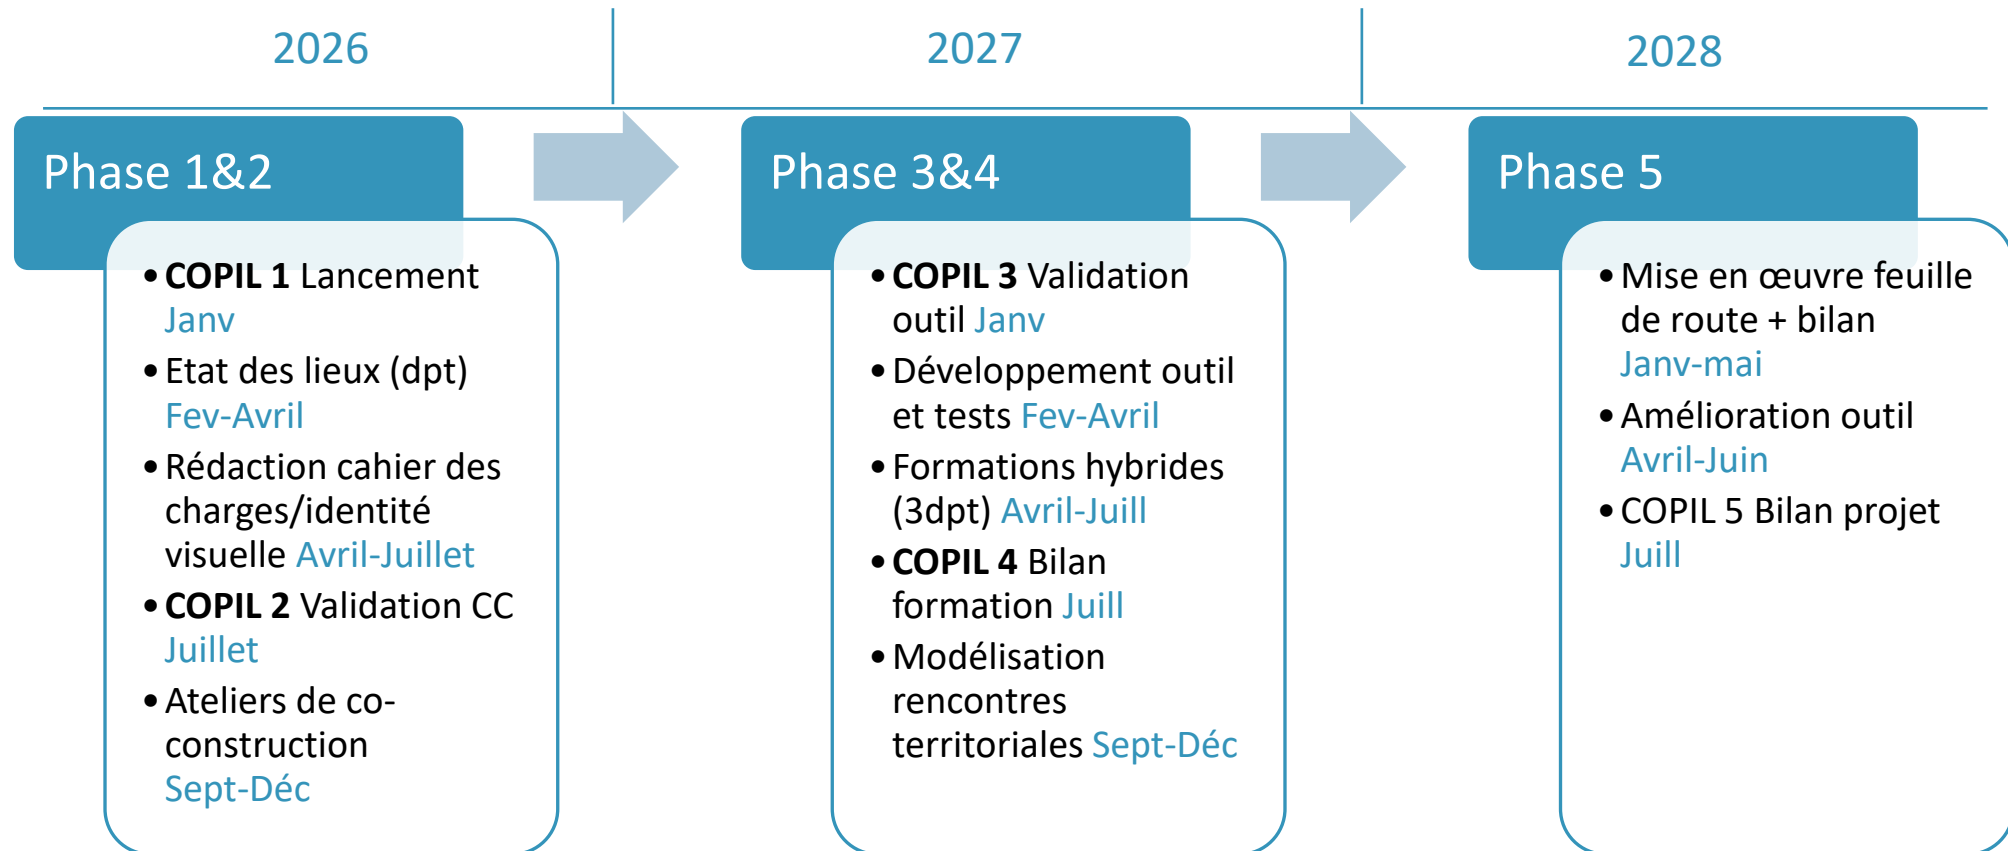 2026
2027
2028
Phase 1&2
•COPIL 1 Lancement
Janv
•Etat des lieux (dpt)
Fev-Avril
•Rédaction cahier des
charges/identité
visuelle Avril-Juillet
•COPIL 2 Validation CC
Juillet
•Ateliers de co-
construction
Sept-Déc
Phase 3&4
•COPIL 3 Validation
outil Janv
•Développement outil
et tests Fev-Avril
•Formations hybrides
(3dpt) Avril-Juill
•COPIL 4 Bilan
formation Juill
•Modélisation
rencontres
territoriales Sept-Déc
Phase 5
•Mise en œuvre feuille
de route + bilan
Janv-mai
•Amélioration outil
Avril-Juin
•COPIL 5 Bilan projet
Juill